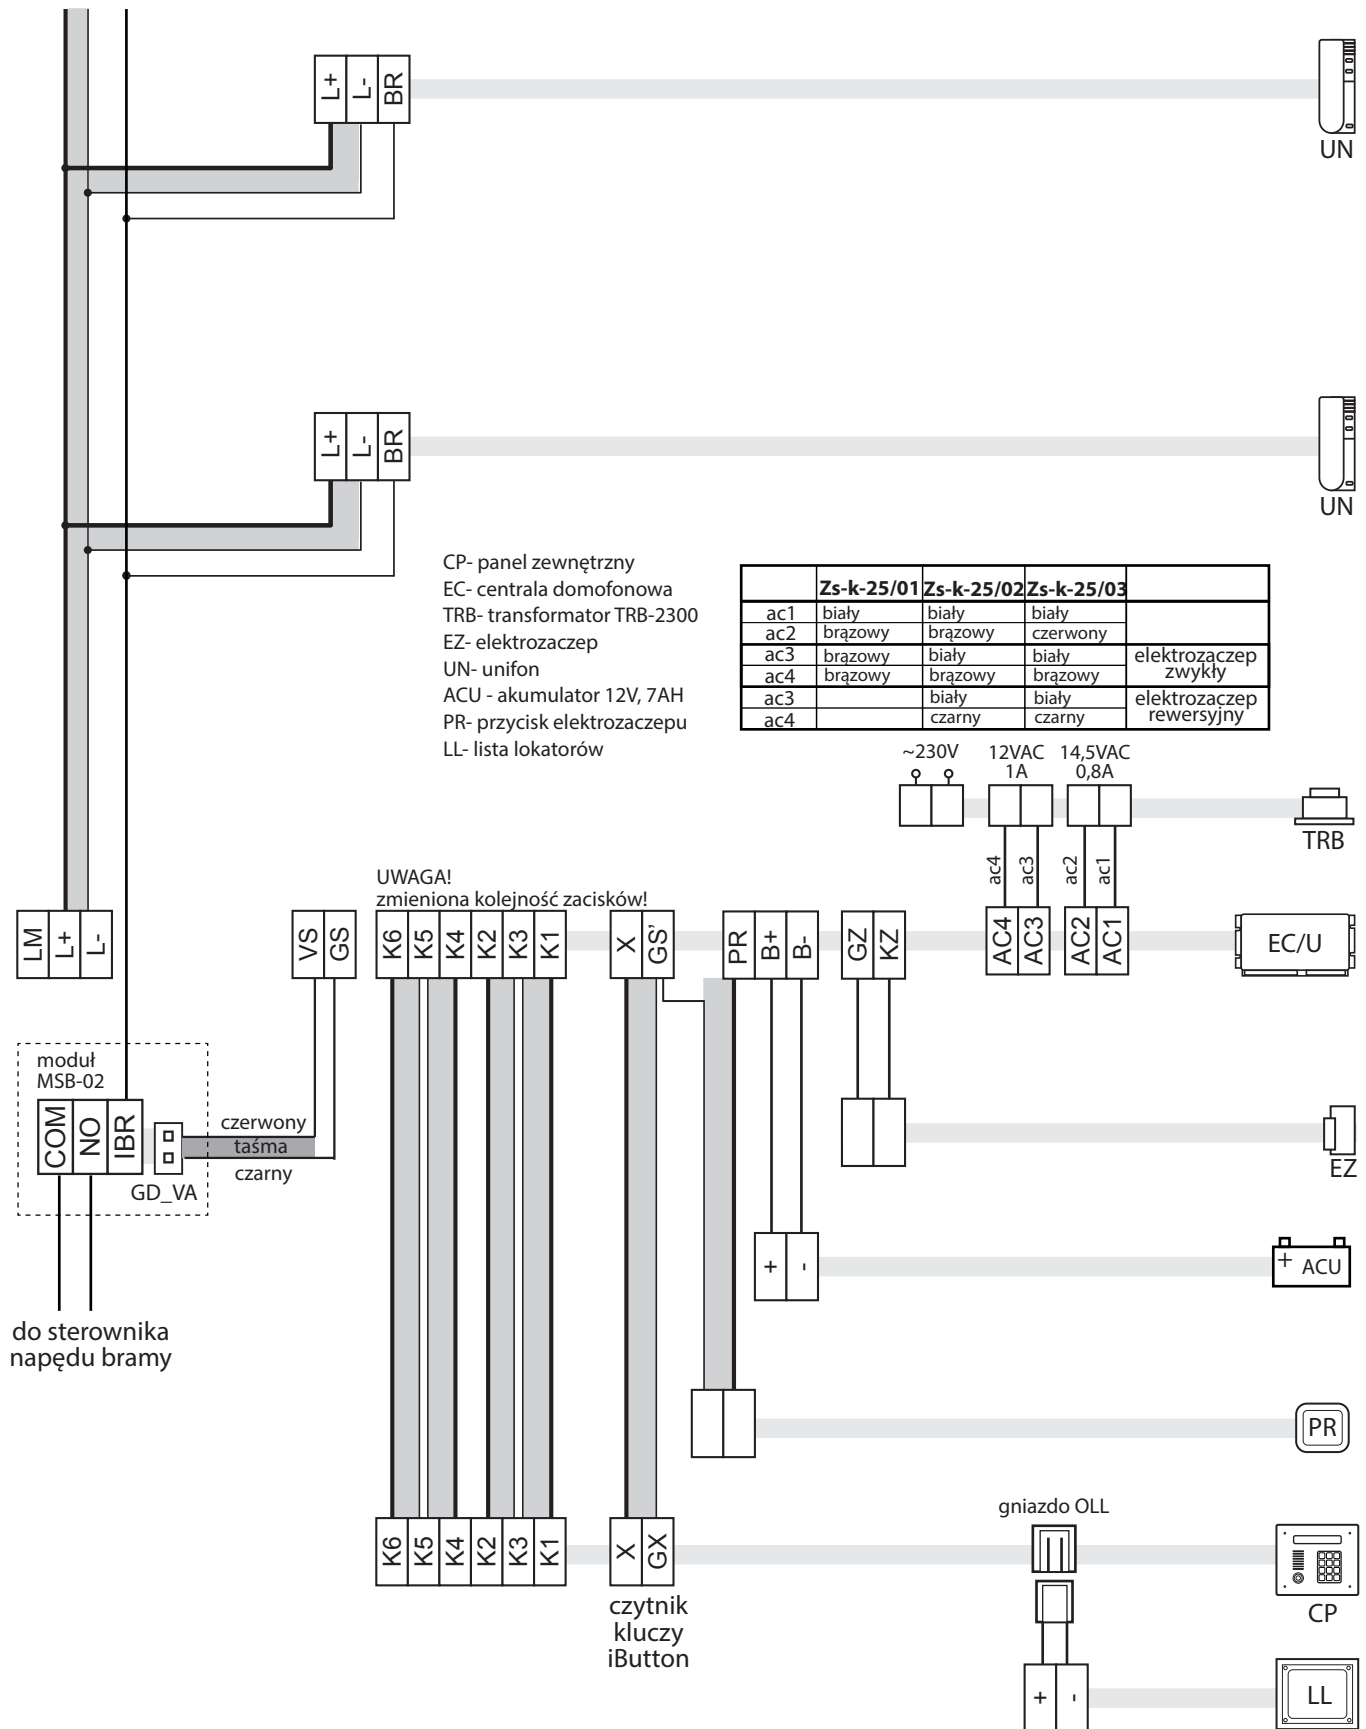 L+ L- BR
UN
L+ L- BR
UN
CP- panel zewnętrzny
EC- centrala domofonowa
TRB- transformator TRB-2300
EZ- elektrozaczep
UN- unifon
ACU - akumulator 12V, 7AH
PR- przycisk elektrozaczepu
LL- lista lokatorów
Zs-k-25/01 Zs-k-25/02 Zs-k-25/03
ac1 biały biały biały
ac2 brązowy brązowy czerwony
ac3 brązowy biały biały elektrozaczep
ac4 brązowy brązowy brązowy zwykły
ac3 biały biały elektrozaczep
ac4 czarny czarny rewersyjny
~230V 12VAC 14,5VAC
1A 0,8A
TRB
ac4 ac3 ac2 ac1
UWAGA!
zmieniona kolejność zacisków!
LM L+ L- VS GS K6 K5 K4 K2 K3 K1 X GS' PR B+ B- GZ KZ AC4 AC3 AC2 AC1 EC/U
moduł
MSB-02
COM NO IBR
czerwony
taśma
czarny
GD_VA
EZ
+ - + ACU
do sterownika
napędu bramy
PR
gniazdo OLL
K6 K5 K4 K2 K3 K1 X GX
CP
czytnik
kluczy
iButton
+ - LL